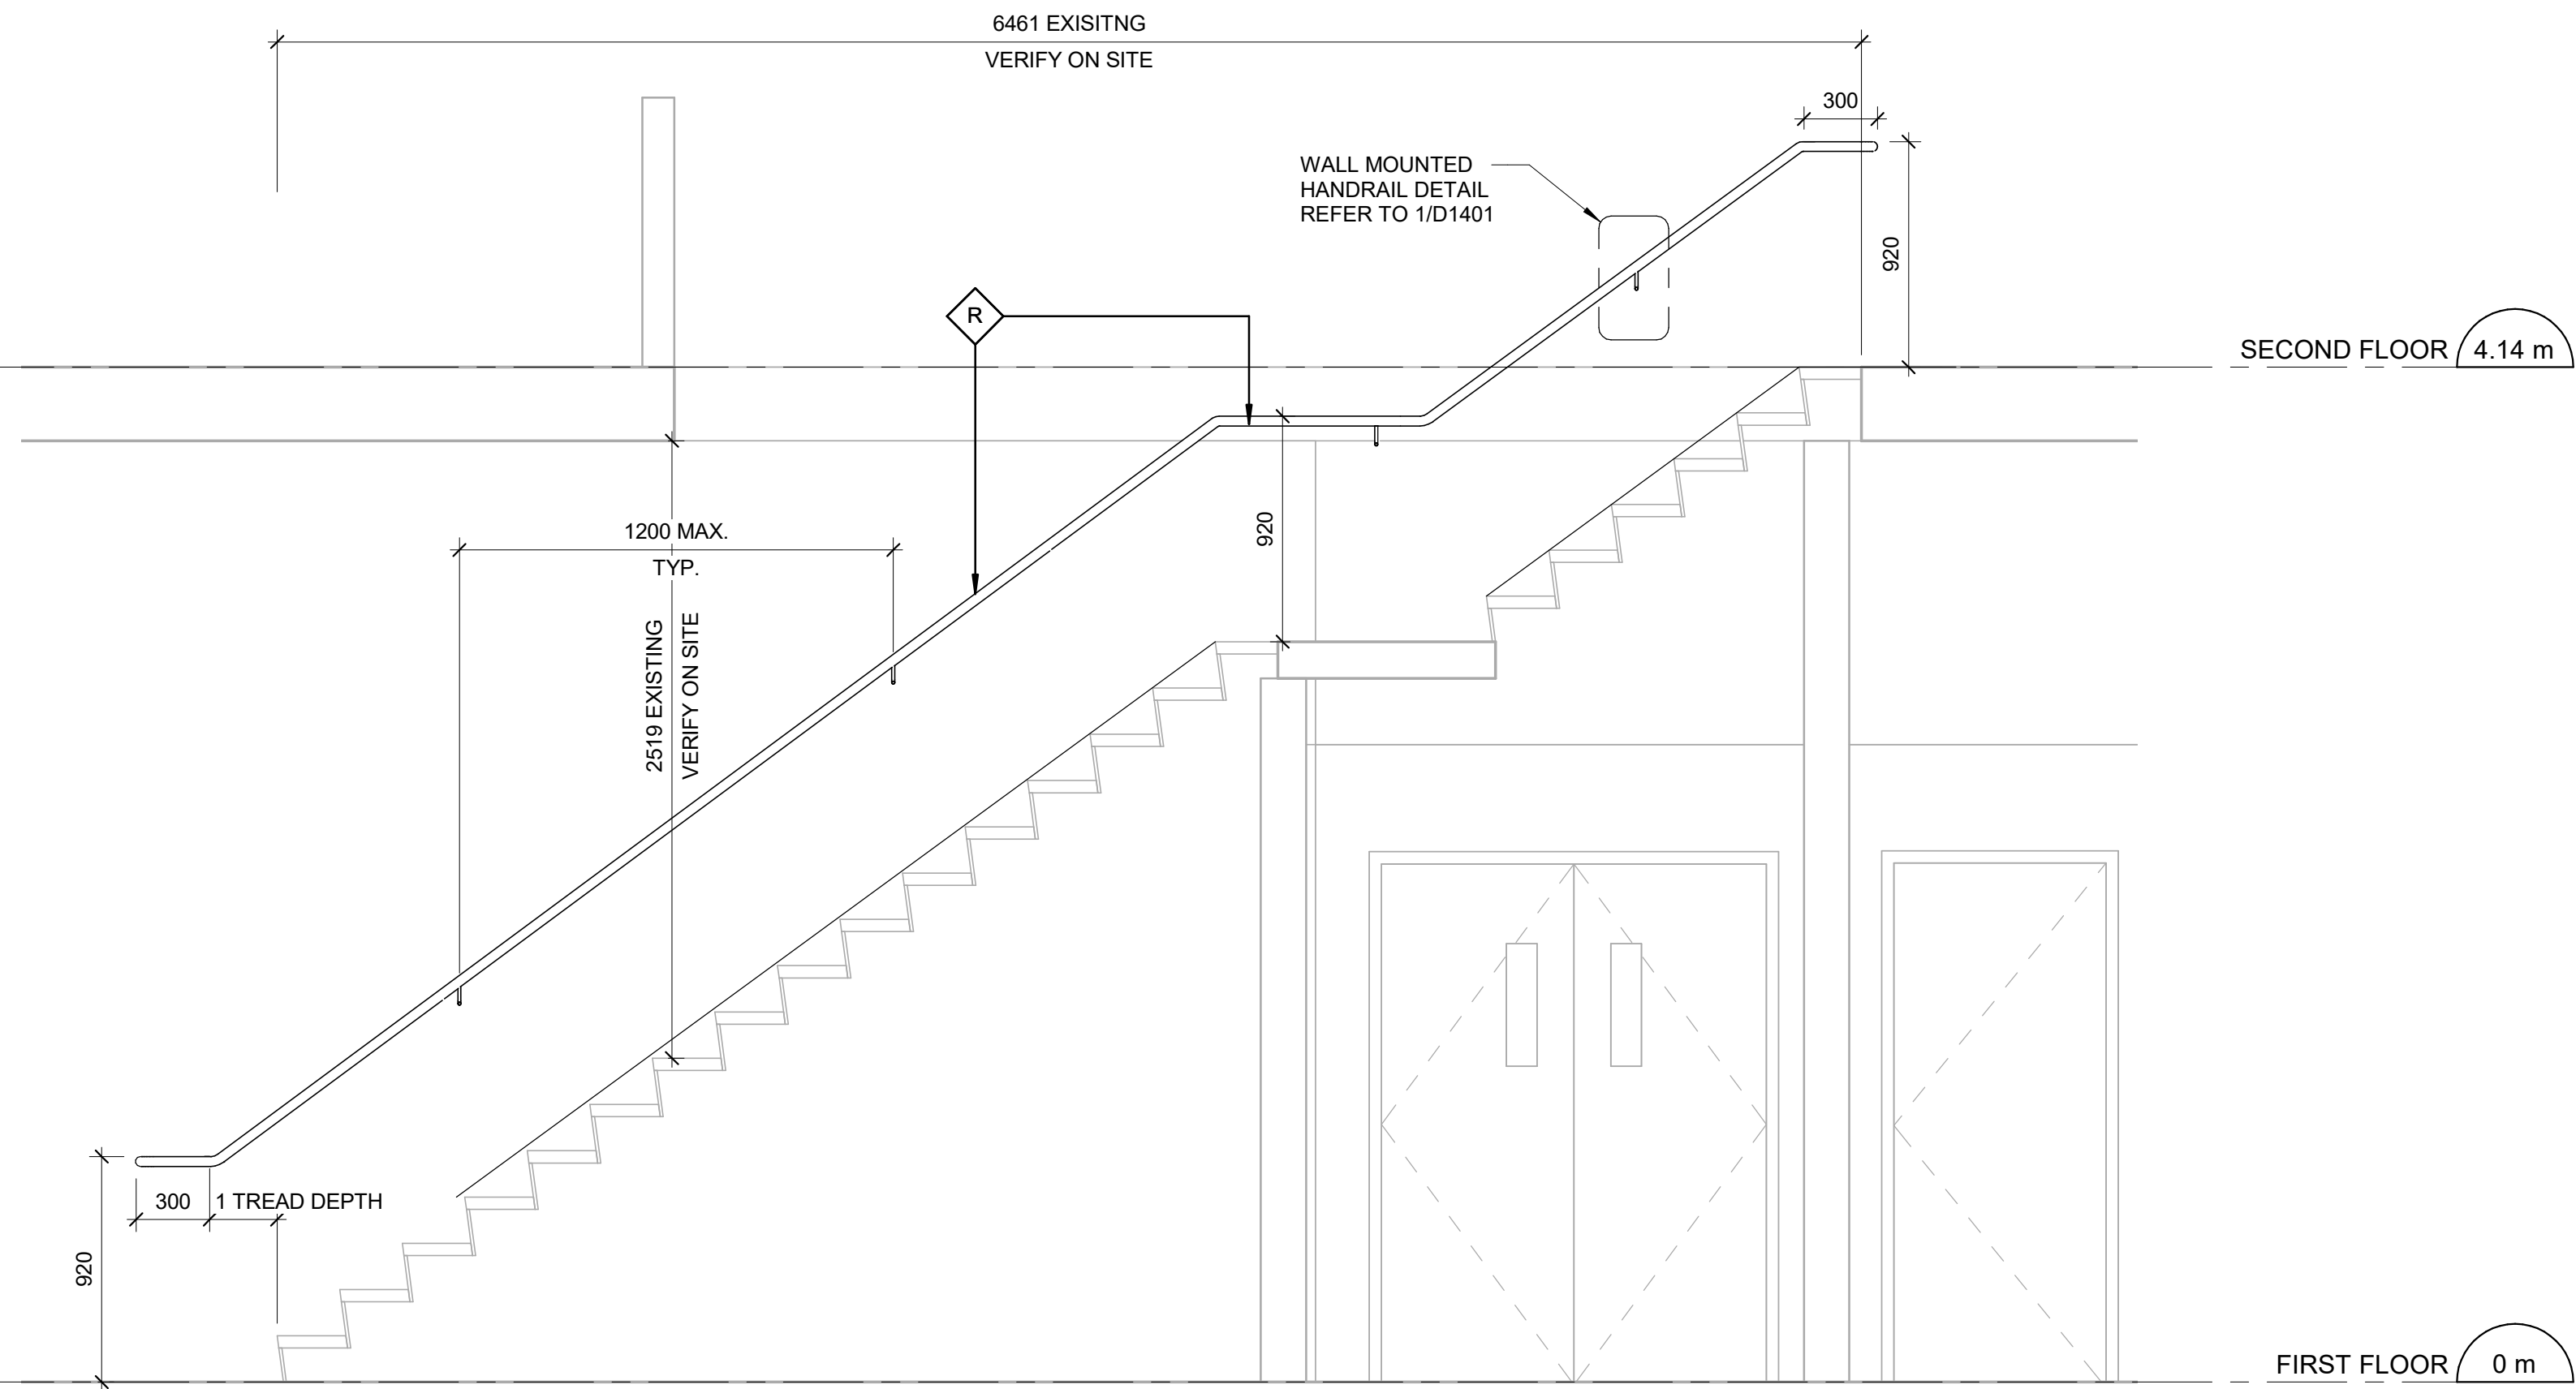 6461 EXISITNG
VERIFY ON SITE
300
WALL MOUNTED
HANDRAIL DETAIL
REFER TO 1/D1401
920
R
SECOND FLOOR 4.14 m
1200 MAX.
TYP.
920
2519 EXISTING
VERIFY ON SITE
300 1 TREAD DEPTH
920
FIRST FLOOR 0 m